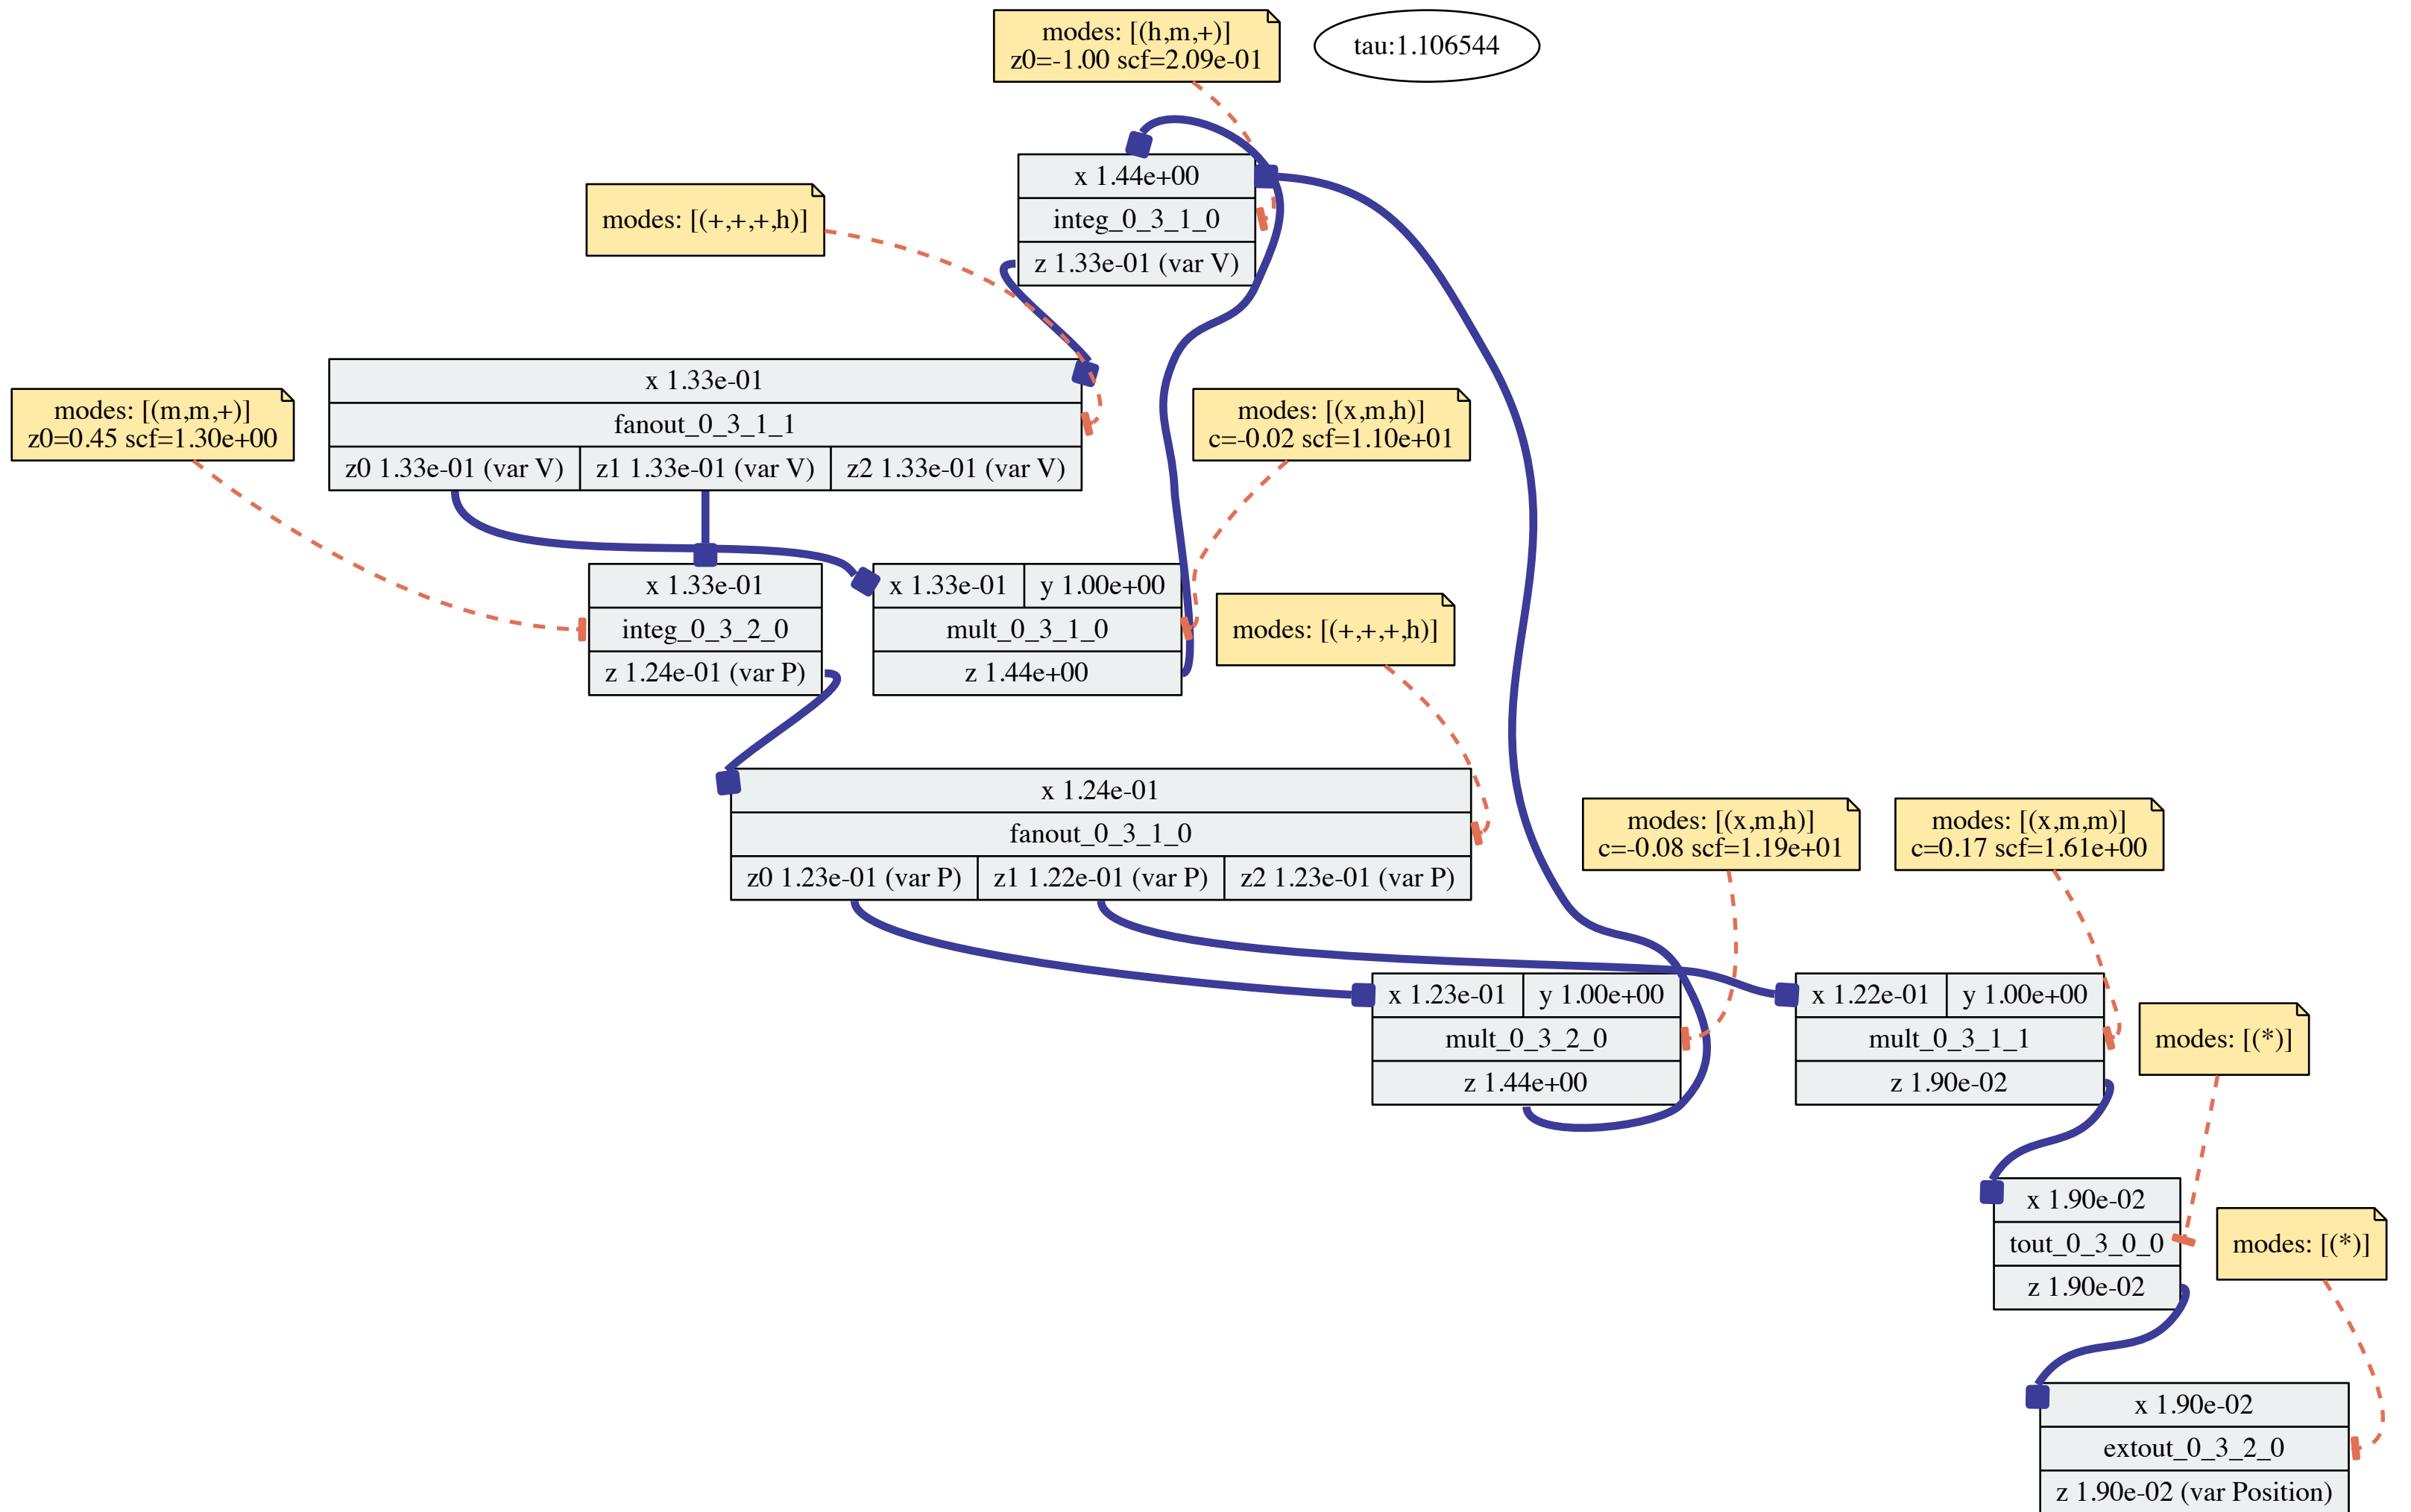 modes: [(h,m,+)]
z0=-1.00 scf=2.09e-01
tau:1.106544
x 1.44e+00
integ_0_3_1_0
z 1.33e-01 (var V)
modes: [(+,+,+,h)]
x 1.33e-01
fanout_0_3_1_1
z0 1.33e-01 (var V)
z1 1.33e-01 (var V)
z2 1.33e-01 (var V)
modes: [(m,m,+)]
z0=0.45 scf=1.30e+00
modes: [(x,m,h)]
c=-0.02 scf=1.10e+01
x 1.33e-01
integ_0_3_2_0
z 1.24e-01 (var P)
x 1.33e-01
y 1.00e+00
mult_0_3_1_0
z 1.44e+00
modes: [(+,+,+,h)]
x 1.24e-01
fanout_0_3_1_0
z0 1.23e-01 (var P)
z1 1.22e-01 (var P)
z2 1.23e-01 (var P)
modes: [(x,m,h)]
c=-0.08 scf=1.19e+01
modes: [(x,m,m)]
c=0.17 scf=1.61e+00
x 1.23e-01
y 1.00e+00
mult_0_3_2_0
z 1.44e+00
x 1.22e-01
y 1.00e+00
mult_0_3_1_1
z 1.90e-02
modes: [(*)]
x 1.90e-02
tout_0_3_0_0
z 1.90e-02
modes: [(*)]
x 1.90e-02
extout_0_3_2_0
z 1.90e-02 (var Position)